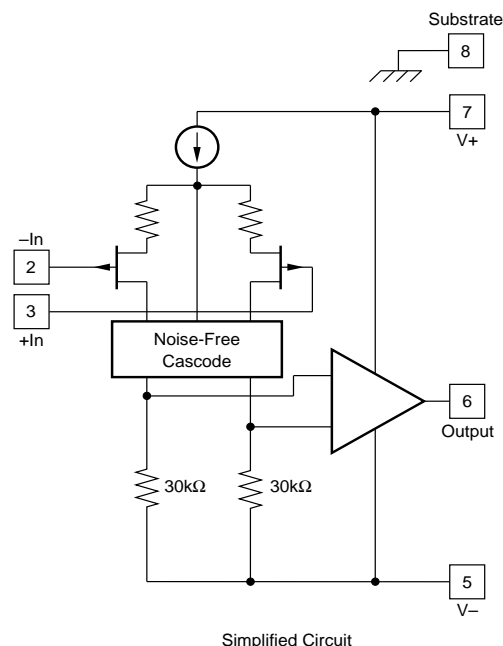 Substrate
8
7
V+
–In
2
3
+In
Noise-Free
Cascode
6
Output
30kΩ
30kΩ
5
V–
Simplified Circuit